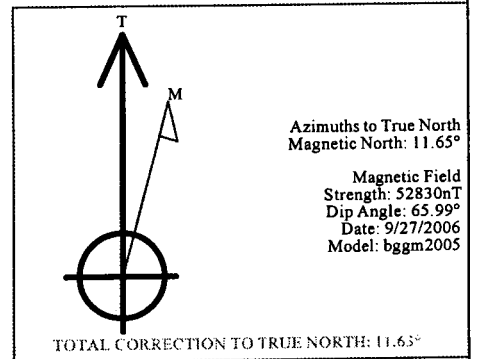 T
M
Azimuths to True North
Magnetic North: 11.65°
Magnetic Field
Strength: 52830nT
Dip Angle: 65.99°
Date: 9/27/2006
Model: bggm2005
TOTAL CORRECTION TO TRUE NORTH: 11.65°